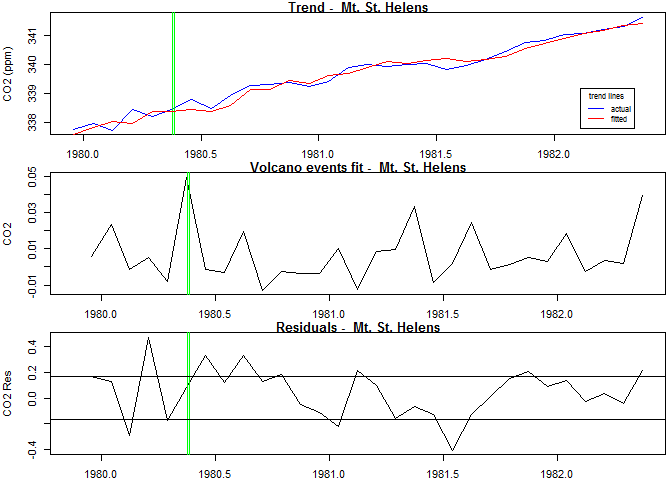 Trend - Mt. St. Helens
CO2 (ppm)
341
340
339
338
trend lines
actual
fitted
1980.0 1980.5 1981.0 1981.5 1982.0
Volcano events fit - Mt. St. Helens
CO2
0.05
0.03
0.01
-0.01
1980.0 1980.5 1981.0 1981.5 1982.0
Residuals - Mt. St. Helens
CO2 Res
0.4
0.2
0.0
-0.4
1980.0 1980.5 1981.0 1981.5 1982.0